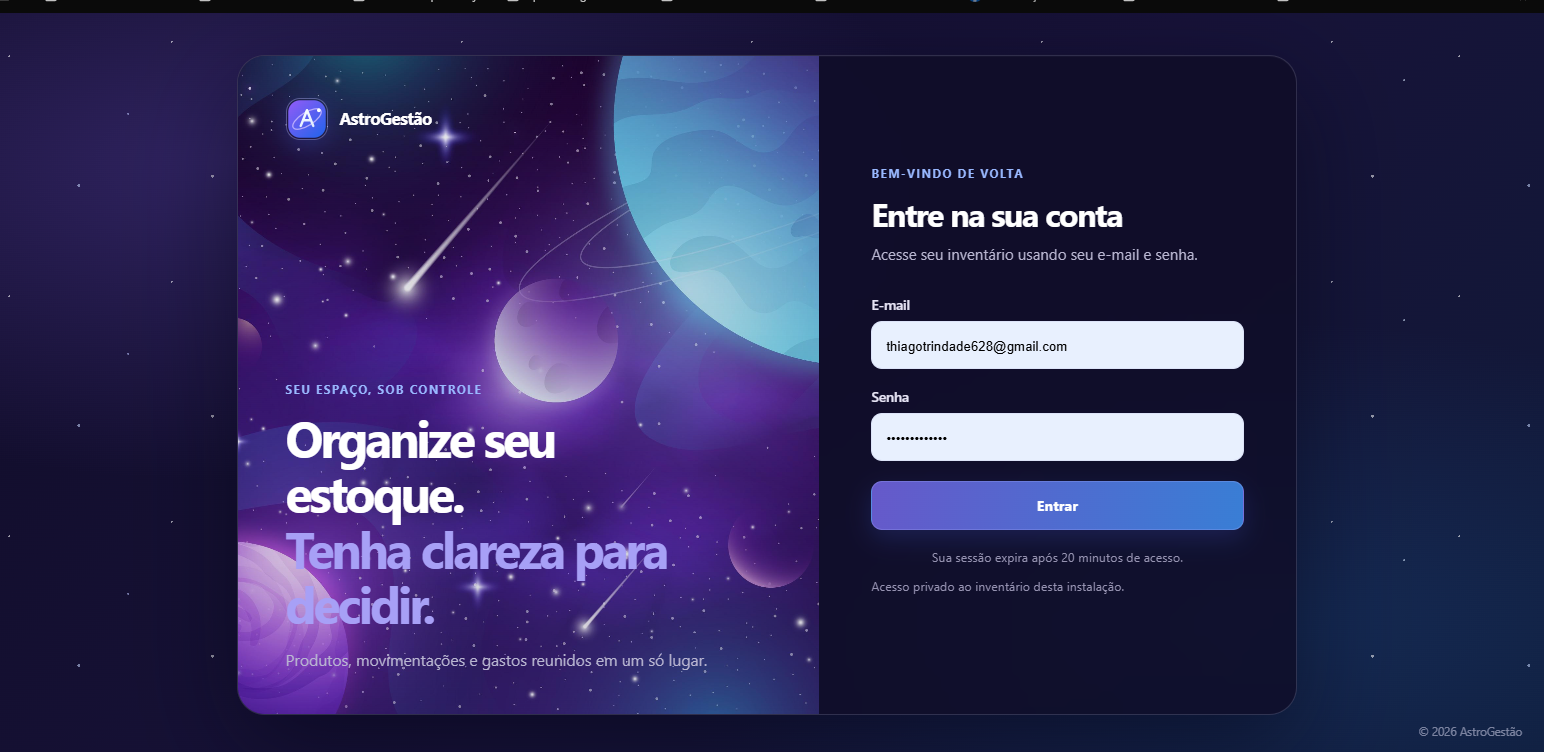 AstroGestão
SEU ESPAÇO, SOB CONTROLE
Organize seu
estoque.
Tenha clareza para
decidir.
Produtos, movimentações e gastos reunidos em um só lugar.
BEM-VINDO DE VOLTA
Entre na sua conta
Acesse seu inventário usando seu e-mail e senha.
E-mail
thiagotrindade628@gmail.com
Senha
•••••••••••••
Entrar
Sua sessão expira após 20 minutos de acesso.
Acesso privado ao inventário desta instalação.
© 2026 AstroGestão